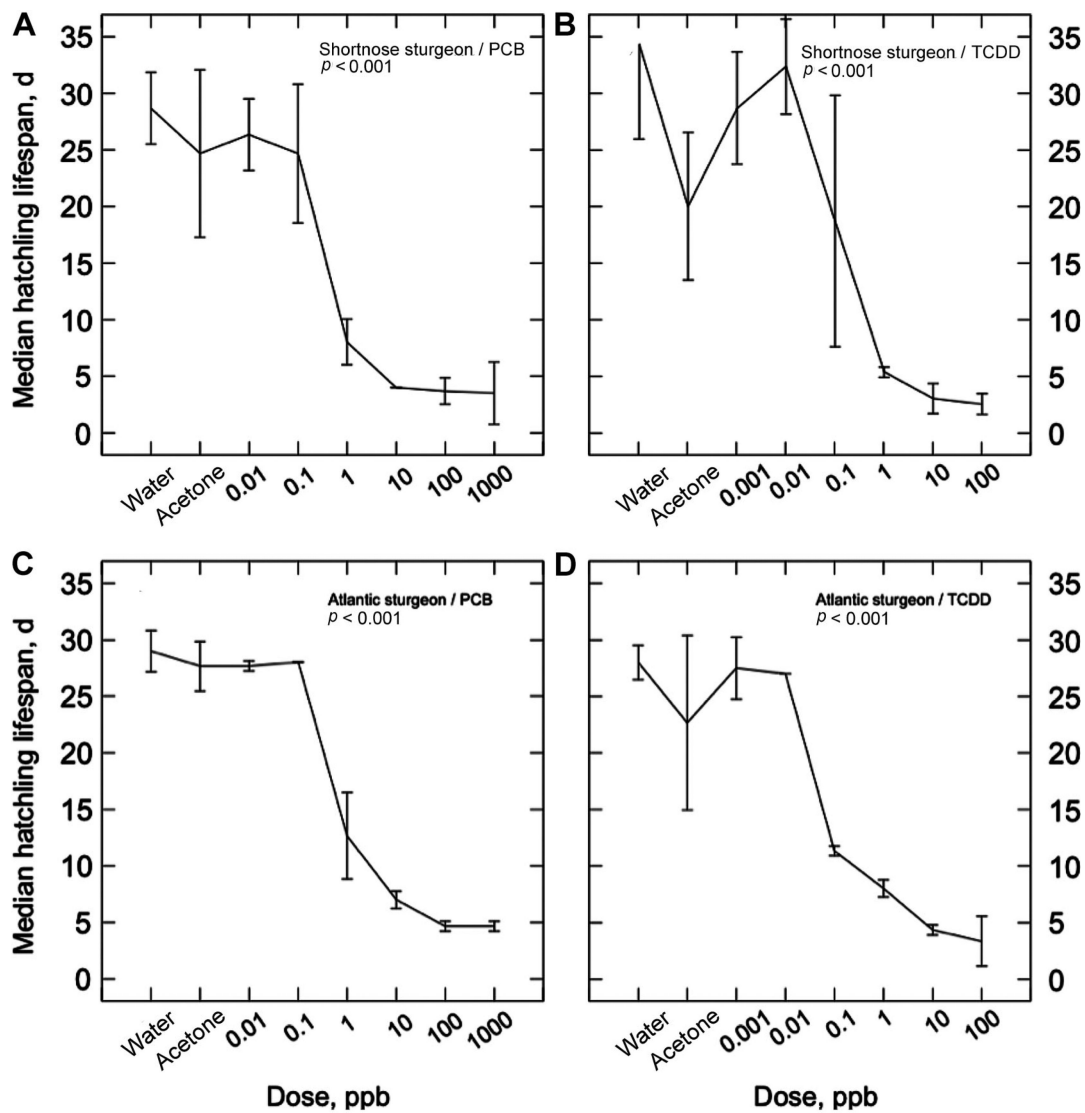 A
Shortnose sturgeon / PCB
p < 0.001
Median hatchling lifespan, d
35
30
25
20
15
10
5
0
Water
Acetone
0.01
0.1
1
10
100
1000
B
Shortnose sturgeon / TCDD
p < 0.001
35
30
25
20
15
10
5
0
Water
Acetone
0.001
0.01
0.1
1
10
100
C
Atlantic sturgeon / PCB
p < 0.001
Median hatchling lifespan, d
35
30
25
20
15
10
5
0
Water
Acetone
0.01
0.1
1
10
100
1000
Dose, ppb
D
Atlantic sturgeon / TCDD
p < 0.001
35
30
25
20
15
10
5
0
Water
Acetone
0.001
0.01
0.1
1
10
100
Dose, ppb